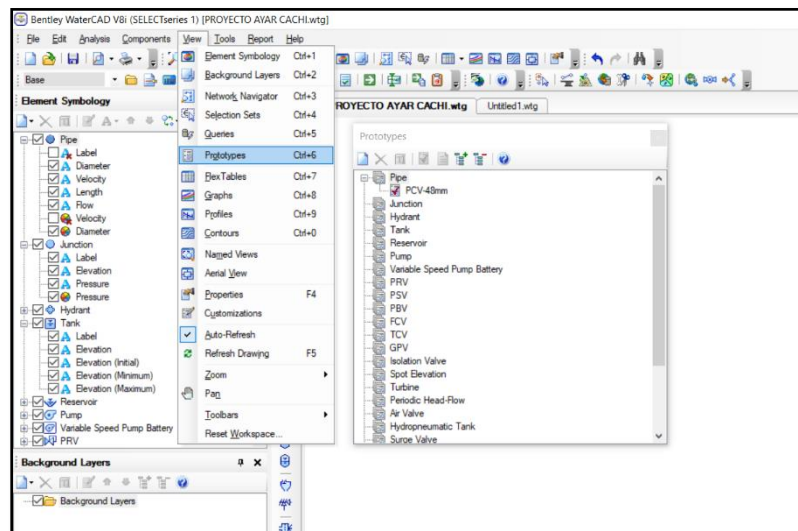 Bentley WaterCAD V8i (SELECTseries 1) [PROYECTO AYAR CACHI.wtg]
File Edit Analysis Components View Tools Report Help
Base
Element Symbology
Pipe
Label
Diameter
Velocity
Length
Flow
Velocity
Diameter
Junction
Label
Elevation
Pressure
Pressure
Hydrant
Tank
Label
Elevation
Elevation (Initial)
Elevation (Minimum)
Elevation (Maximum)
Reservoir
Pump
Variable Speed Pump Battery
PRV
Background Layers
Background Layers
Element Symbology Ctrl+1
Background Layers Ctrl+2
Network Navigator Ctrl+3
Selection Sets Ctrl+4
Queries Ctrl+5
Prototypes Ctrl+6
FlexTables Ctrl+7
Graphs Ctrl+8
Profiles Ctrl+9
Contours Ctrl+0
Named Views
Aerial View
Properties F4
Customizations
Auto-Refresh
Refresh Drawing F5
Zoom
Pan
Toolbars
Reset Workspace...
ROYECTO AYAR CACHI.wtg Untitled1.wtg
Prototypes
Pipe
PCV-48mm
Junction
Hydrant
Tank
Reservoir
Pump
Variable Speed Pump Battery
PRV
PSV
PBV
FCV
TCV
GPV
Isolation Valve
Spot Elevation
Turbine
Periodic Head-Flow
Air Valve
Hydropneumatic Tank
Surge Valve